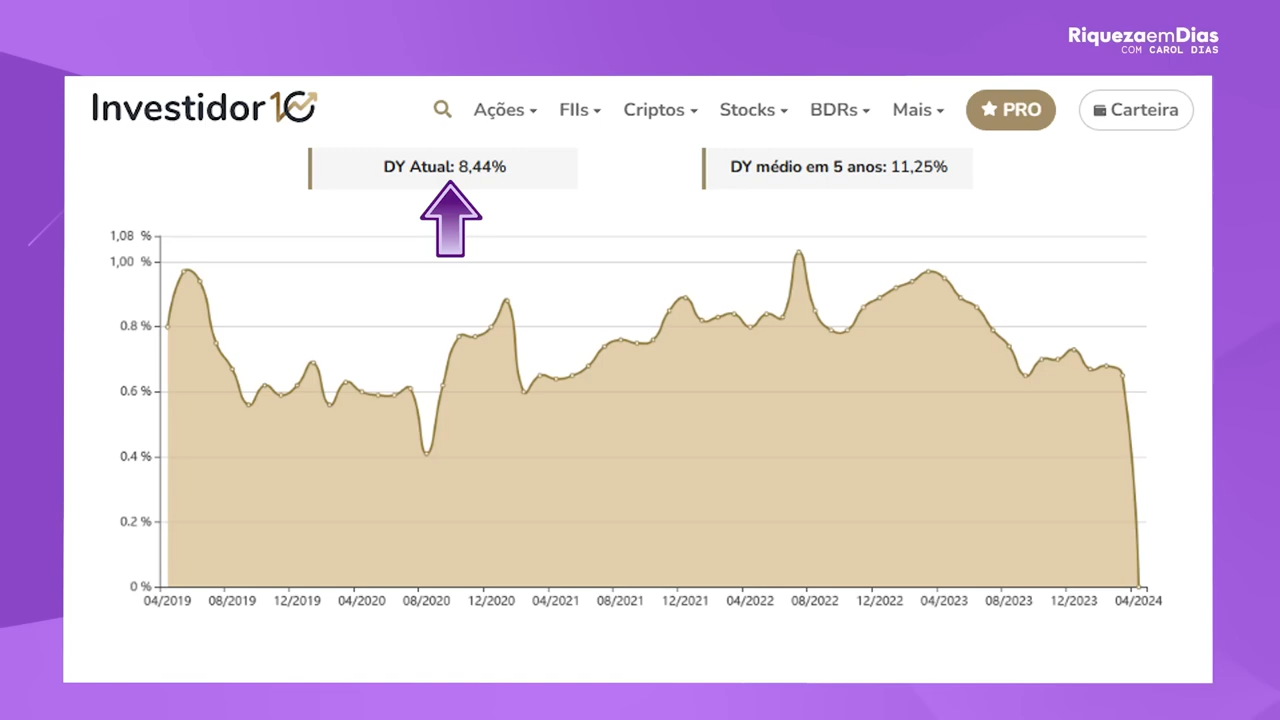 RiquezaemDias
COM CAROL DIAS
Investidor 10
Ações
FIIs
Criptos
Stocks
BDRs
Mais
PRO
Carteira
DY Atual: 8,44%
DY médio em 5 anos: 11,25%
1,08 %
1,00 %
0.8 %
0.6 %
0.4 %
0.2 %
0 %
04/2019 08/2019 12/2019 04/2020 08/2020 12/2020 04/2021 08/2021 12/2021 04/2022 08/2022 12/2022 04/2023 08/2023 12/2023 04/2024